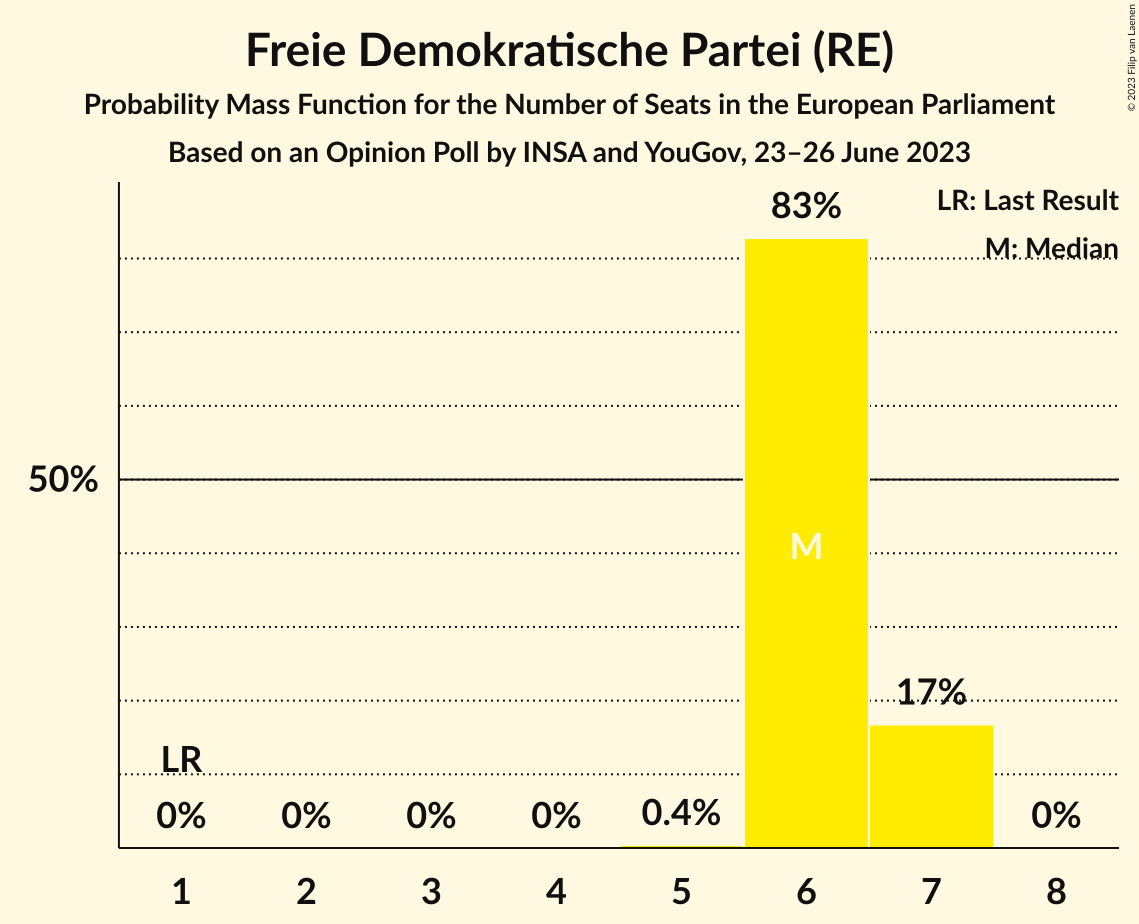 Freie Demokratische Partei (RE)
Probability Mass Function for the Number of Seats in the European Parliament
Based on an Opinion Poll by INSA and YouGov, 23–26 June 2023
© 2023 Filip van Laenen
LR: Last Result
M: Median
83%
50%
M
17%
LR
0% 0% 0% 0% 0.4% 0%
1 2 3 4 5 6 7 8